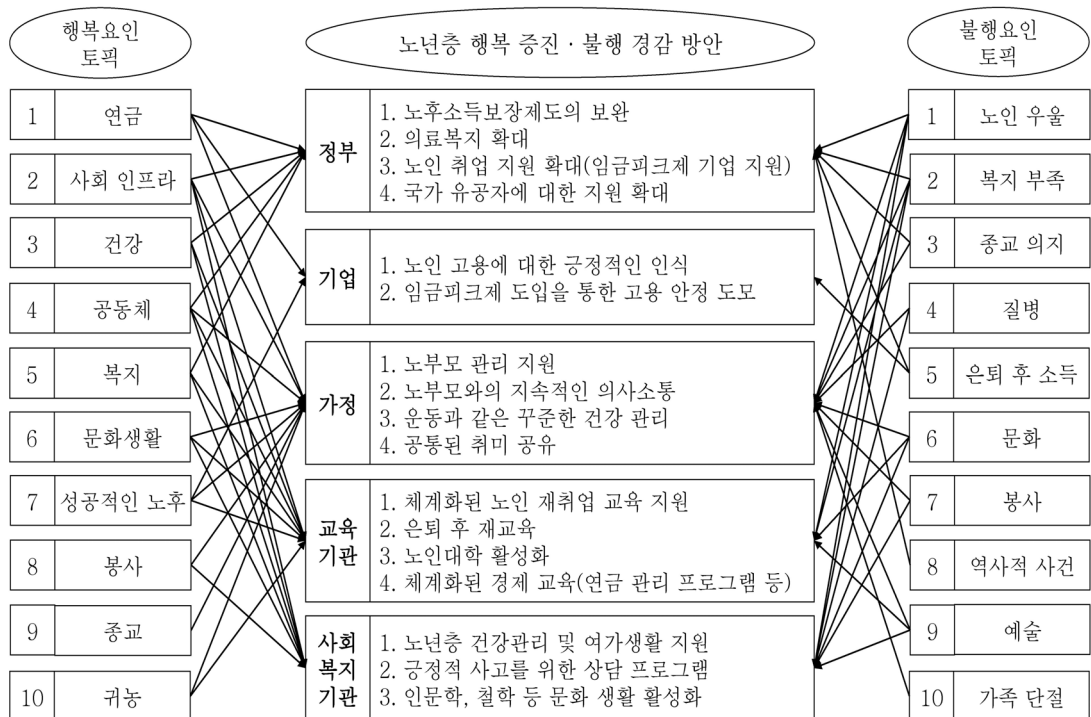 행복요인
토픽
노년층 행복 증진 · 불행 경감 방안
불행요인
토픽
1 연금
2 사회 인프라
3 건강
4 공동체
5 복지
6 문화생활
7 성공적인 노후
8 봉사
9 종교
10 귀농
정부
1. 노후소득보장제도의 보완
2. 의료복지 확대
3. 노인 취업 지원 확대(임금피크제 기업 지원)
4. 국가 유공자에 대한 지원 확대
기업
1. 노인 고용에 대한 긍정적인 인식
2. 임금피크제 도입을 통한 고용 안정 도모
가정
1. 노부모 관리 지원
2. 노부모와의 지속적인 의사소통
3. 운동과 같은 꾸준한 건강 관리
4. 공통된 취미 공유
교육
기관
1. 체계화된 노인 재취업 교육 지원
2. 은퇴 후 재교육
3. 노인대학 활성화
4. 체계화된 경제 교육(연금 관리 프로그램 등)
사회
복지
기관
1. 노년층 건강관리 및 여가생활 지원
2. 긍정적 사고를 위한 상담 프로그램
3. 인문학, 철학 등 문화 생활 활성화
1 노인 우울
2 복지 부족
3 종교 의지
4 질병
5 은퇴 후 소득
6 문화
7 봉사
8 역사적 사건
9 예술
10 가족 단절